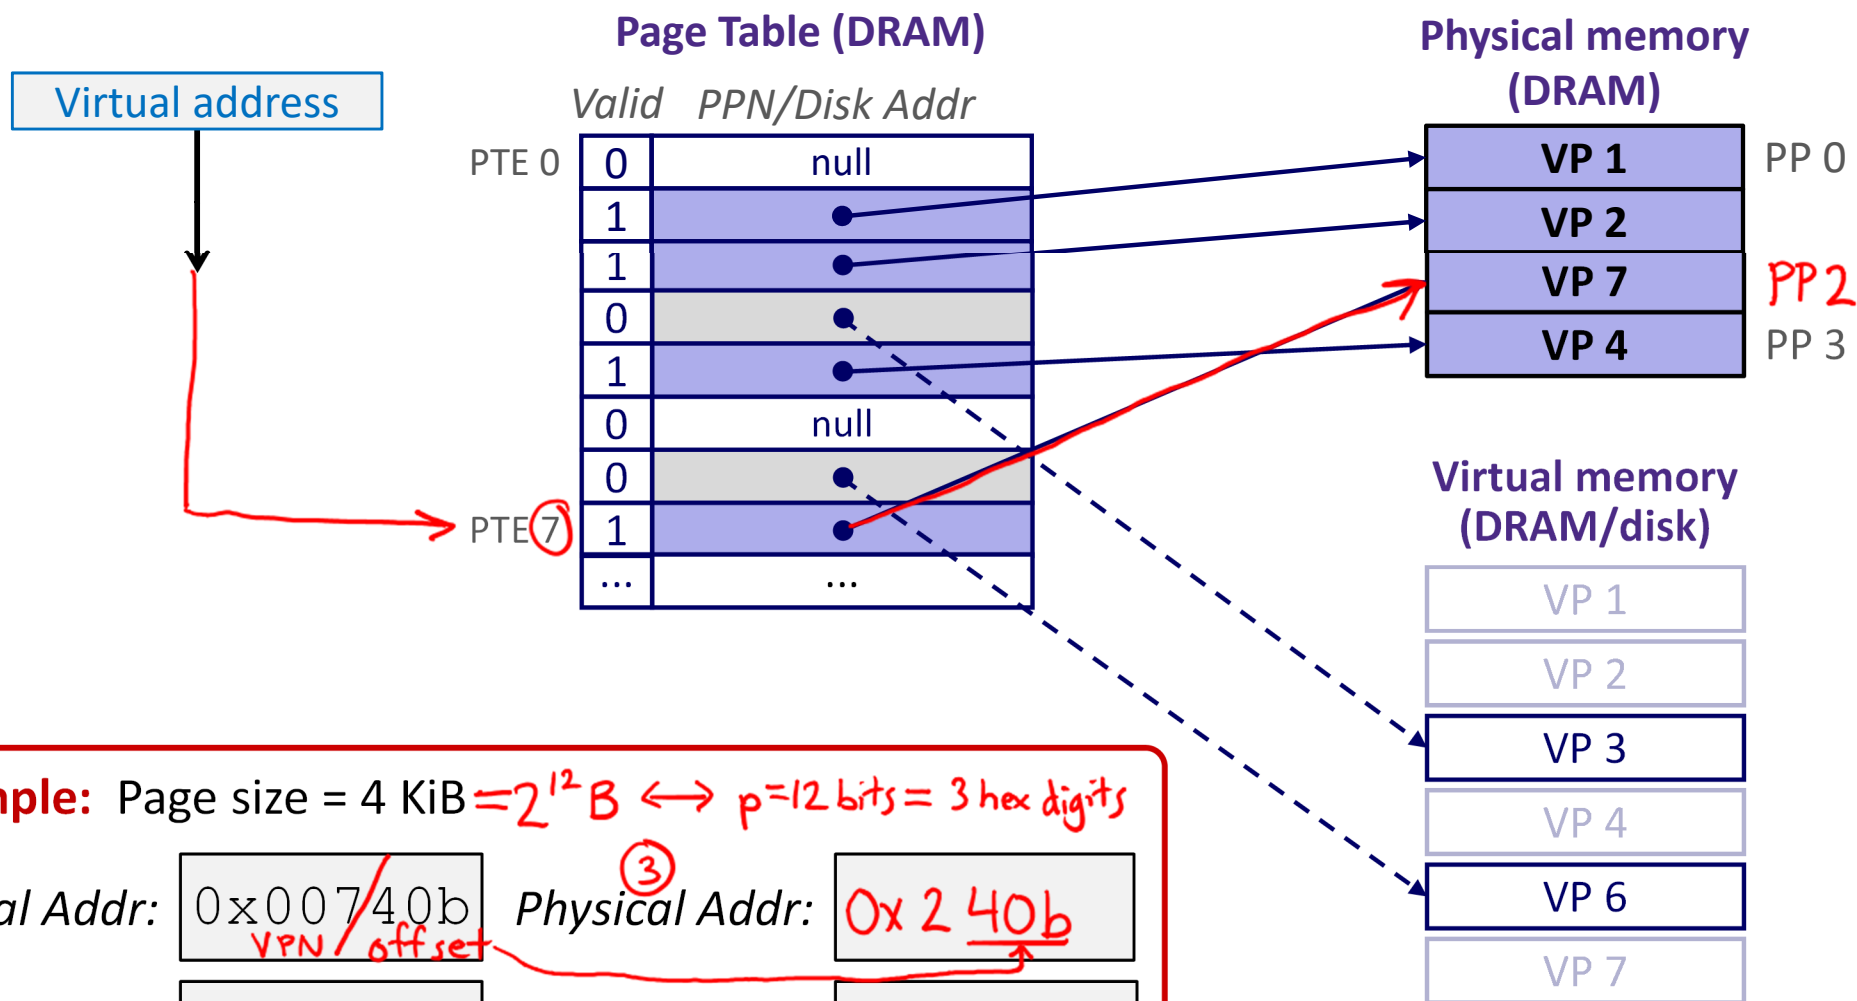 Page Table (DRAM)
Physical memory
(DRAM)
Virtual address
Valid PPN/Disk Addr
PTE 0 0 null
1
1
0
1
0 null
0
PTE 7 1
... ...
VP 1 PP 0
VP 2
VP 7 PP2
VP 4 PP 3
Virtual memory
(DRAM/disk)
VP 1
VP 2
VP 3
VP 4
VP 6
VP 7
mple: Page size = 4 KiB =2^12 B ↔ p=12 bits = 3 hex digits
al Addr: 0x00740b Physical Addr: 0x 2 40b
VPN / offset
3